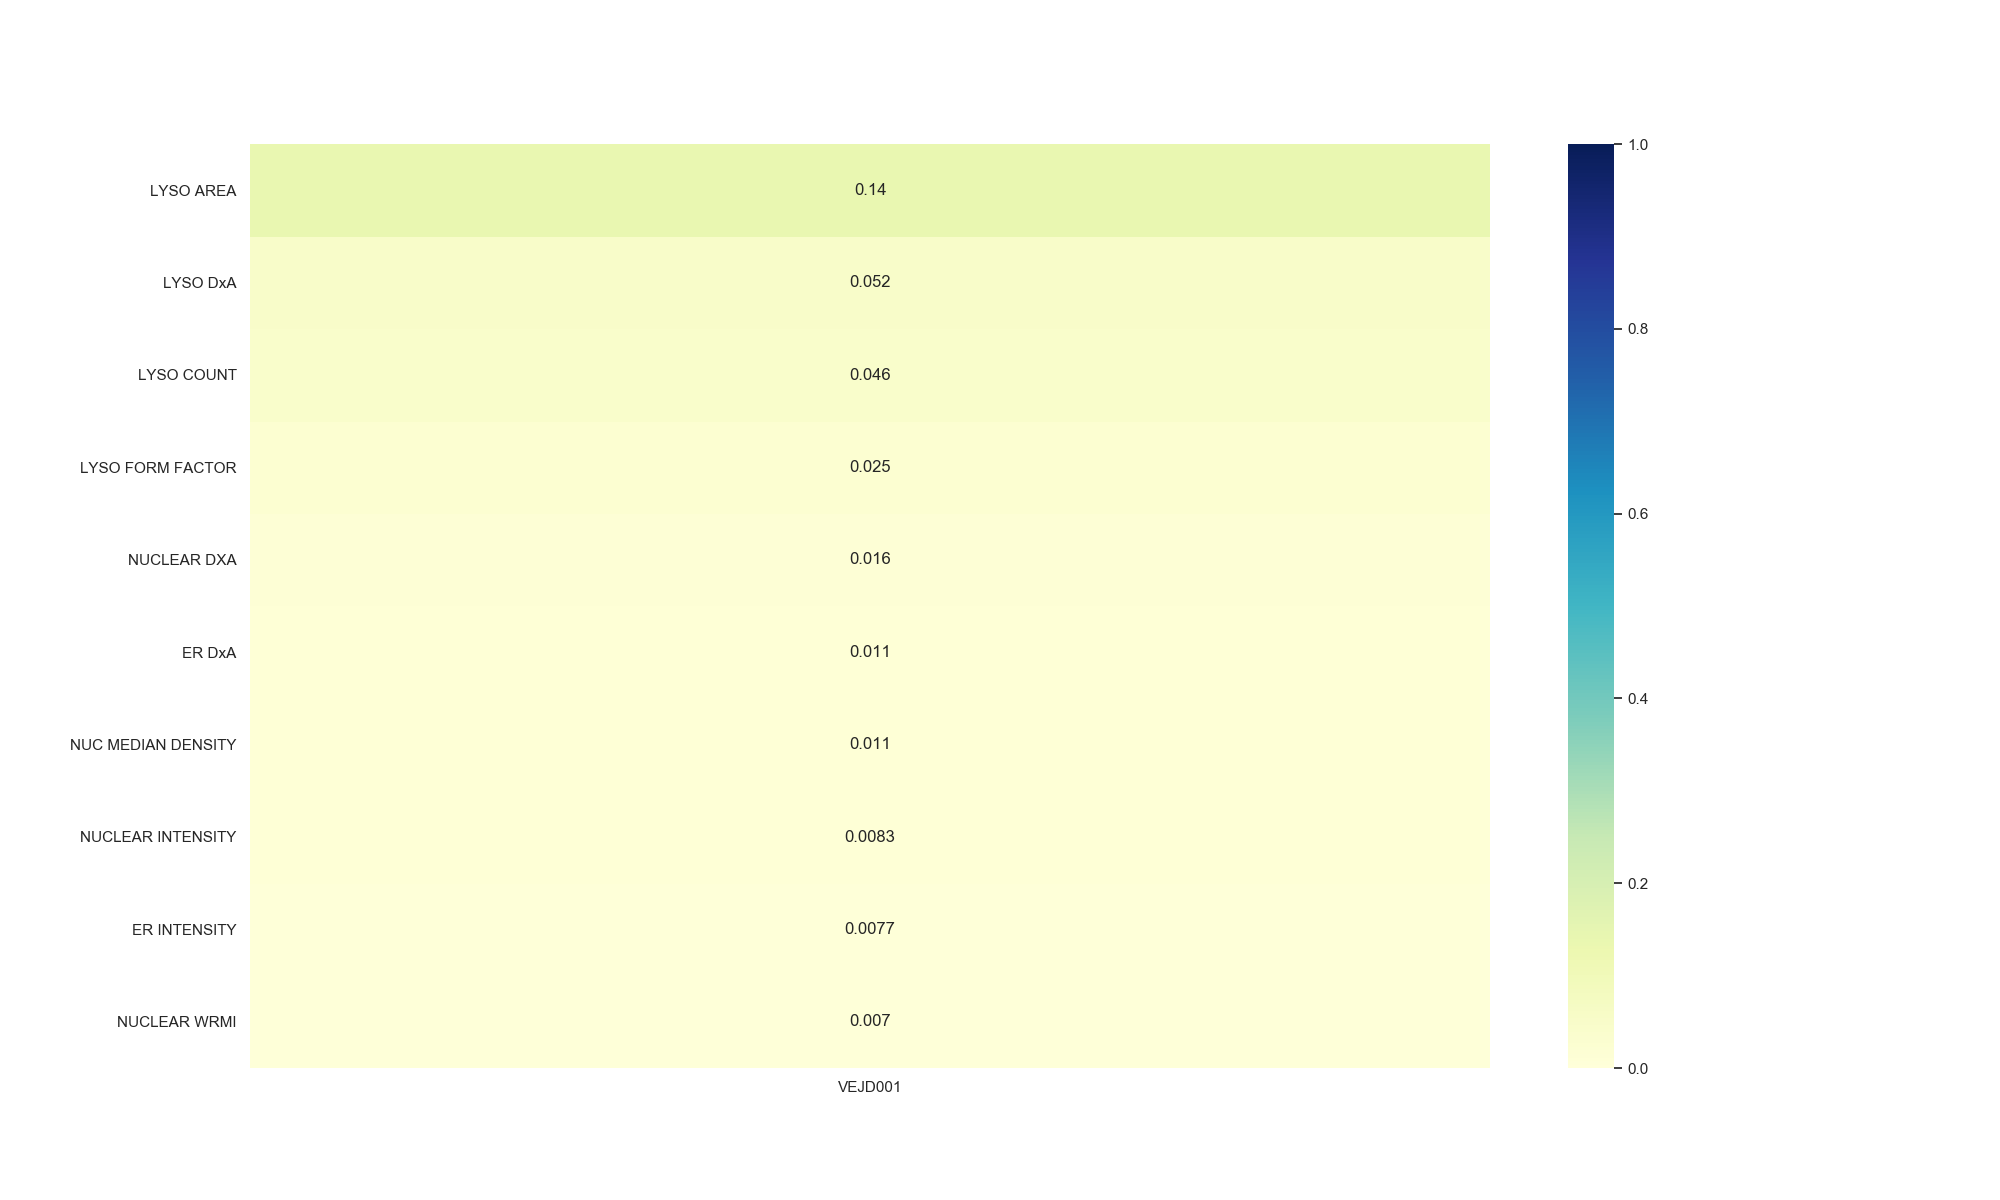 LYSO AREA 0.14
LYSO DxA 0.052
LYSO COUNT 0.046
LYSO FORM FACTOR 0.025
NUCLEAR DXA 0.016
ER DxA 0.011
NUC MEDIAN DENSITY 0.011
NUCLEAR INTENSITY 0.0083
ER INTENSITY 0.0077
NUCLEAR WRMI 0.007
VEJD001
1.0
0.8
0.6
0.4
0.2
0.0